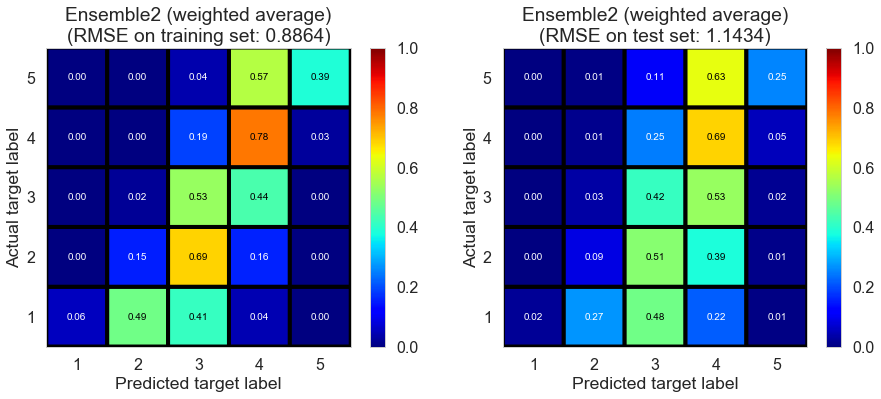 Ensemble2 (weighted average)
(RMSE on training set: 0.8864)
Actual target label
5 0.00 0.00 0.04 0.57 0.39
4 0.00 0.00 0.19 0.78 0.03
3 0.00 0.02 0.53 0.44 0.00
2 0.00 0.15 0.69 0.16 0.00
1 0.06 0.49 0.41 0.04 0.00
1 2 3 4 5
Predicted target label
1.0
0.8
0.6
0.4
0.2
0.0
Ensemble2 (weighted average)
(RMSE on test set: 1.1434)
Actual target label
5 0.00 0.01 0.11 0.63 0.25
4 0.00 0.01 0.25 0.69 0.05
3 0.00 0.03 0.42 0.53 0.02
2 0.00 0.09 0.51 0.39 0.01
1 0.02 0.27 0.48 0.22 0.01
1 2 3 4 5
Predicted target label
1.0
0.8
0.6
0.4
0.2
0.0